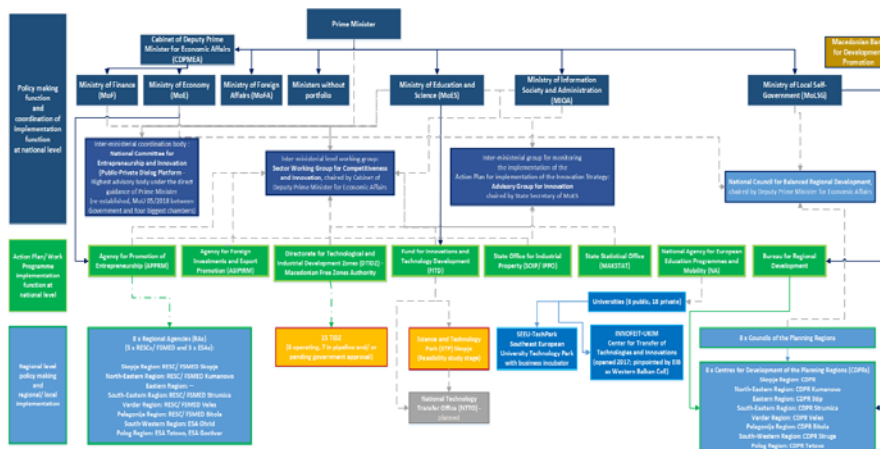 Prime Minister
Cabinet of Deputy Prime
Minister for Economic Affairs
(CDPMEA)
Macedonian Ban
for Developmen
Promotion
Policy making
function
and
coordination of
implementation
function
at national level
Ministry of Finance
(MoF)
Ministry of Economy
(MoE)
Ministry of Foreign
Affairs (MoFA)
Ministers without
portfolio
Ministry of Education and
Science (MoES)
Ministry of Information
Society and Administration
(MIOA)
Ministry of Local Self-
Government (MoLSG)
Inter-ministerial coordination body :
National Committee for
Entrepreneurship and Innovation
(Public-Private Dialog Platform -
Highest advisory body under the direct
guidance of Prime Minister
(re established, MoU 05/2018 between
Government and four biggest chambers)
Inter-ministerial level working group:
Sector Working Group for Competitiveness
and Innovation, chaired by Cabinet of
Deputy Prime Minister for Economic Affairs
Inter-ministerial group for monitoring
the implementation of the
Action Plan for implementation of the Innovation Strategy:
Advisory Group for Innovation
chaired by State Secretary of MoES
National Council for Balanced Regional Development,
chaired by Deputy Prime Minister for Economic Affairs
Action Plan/ Work
Programme
implementation
function at
national level
Agency for Promotion of
Entrepreneurship (APPRM)
Agency for Foreign
Investments and Export
Promotion (ASIPIRM)
Directorate for Technological
and Industrial Development Zones (DTIDZ) -
Macedonian Free Zones Authority
Fund for Innovations and
Technology Development
(FITD)
State Office for Industrial
Property (SOIP/ IPPO)
State Statistical Office
(MAKSTAT)
National Agency for European
Education Programmes and
Mobility (NA)
Bureau for Regional
Development
Universities (6 public, 18 private)
Regional level
policy making
and
regional/ local
implementation
8 x Regional Agencies (RAs)
(5 x RESCs/ FSMED and 3 x ESAs):
Skopje Region: RESC/ FSMED Skopje
North-Eastern Region: RESC/ FSMED Kumanovo
Eastern Region: --
South-Eastern Region: RESC/ FSMED Strumica
Vardar Region: RESC/ FSMED Veles
Pelagonija Region: RESC/ FSMED Bitola
South-Western Region: ESA Ohrid
Polog Region: ESA Tetovo, ESA Gostivar
15 TIDZ
(8 operating, 7 in pipeline and/ or
pending government approval)
Science and Technology
Park (STP) Skopje
(feasibility study stage)
National Technology
Transfer Office (NTTO)
- planned
SEEU-TechPark
Southeast European
University Technology Park
with business incubator
INNOFEIT-UKIM
Center for Transfer of
Technologies and Innovations
(opened 2017; pinpointed by EIB
as Western Balkan CoE)
8 x Councils of the Planning Regions
8 x Centres for Development of the Planning Regions (CDPRs)
Skopje Region: CDPR
North-Eastern Region: CDPR Kumanovo
Eastern Region: CDPR Štip
South-Eastern Region: CDPR Strumica
Vardar Region: CDPR Veles
Pelagonija Region: CDPR Bitola
South-Western Region: CDPR Struga
Polog Region: CDPR Tetovo